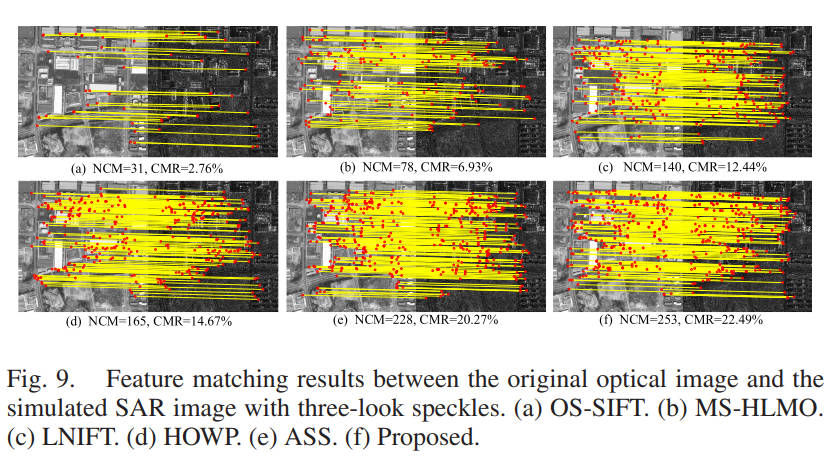 (a) NCM=31, CMR=2.76%
(b) NCM=78, CMR=6.93%
(c) NCM=140, CMR=12.44%
(d) NCM=165, CMR=14.67%
(e) NCM=228, CMR=20.27%
(f) NCM=253, CMR=22.49%
Fig. 9. Feature matching results between the original optical image and the
simulated SAR image with three-look speckles. (a) OS-SIFT. (b) MS-HLMO.
(c) LNIFT. (d) HOWP. (e) ASS. (f) Proposed.